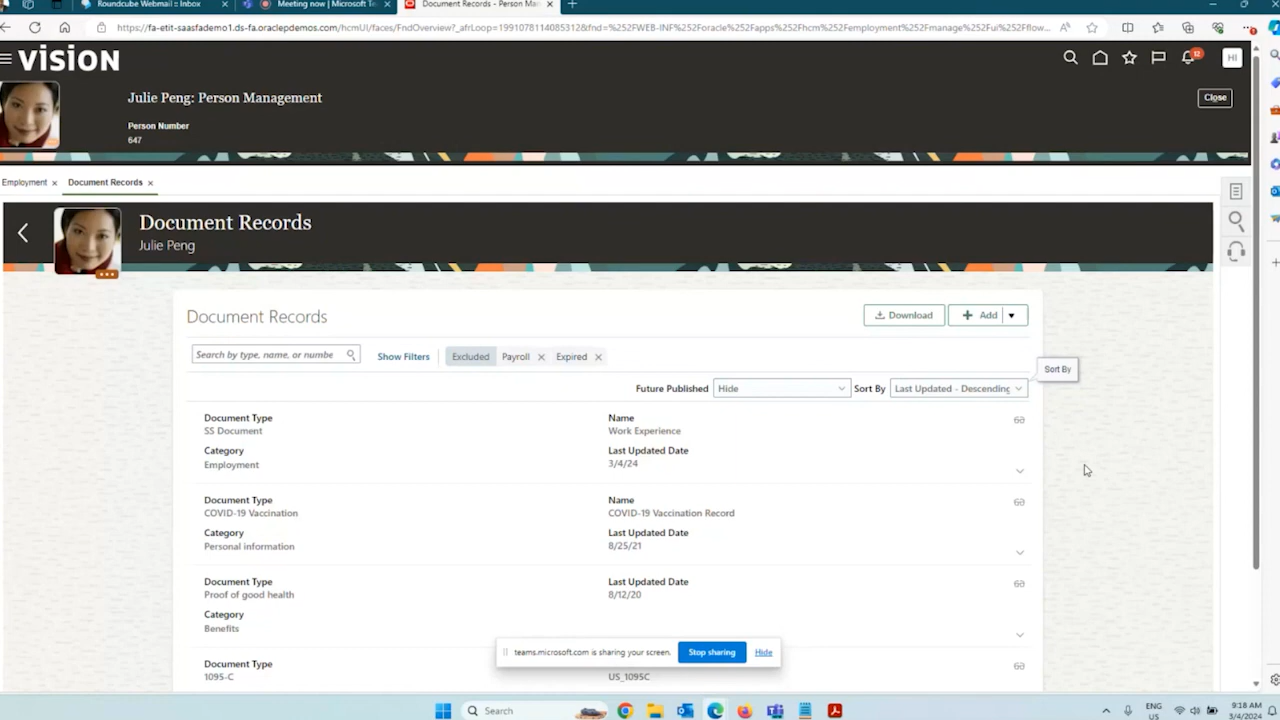 Roundcube Webmail :: Inbox
Meeting now | Microsoft T
Document Records - Person Man
https://fa-etit-saasfademo1.ds-fa.oraclepdemos.com/hcmUI/faces/FndOverview?_afrLoop=19910781140853128&fnd=%252FWEB-INF%252Foracle%252Fapps%252Fhcm%252Femployment%252Fmanage%252Fui%252Fflow...
VISION
12
HI
Julie Peng: Person Management
Close
Person Number
647
Employment
Document Records
Document Records
Julie Peng
Document Records
Download
Add
Search by type, name, or numbe
Show Filters
Excluded
Payroll
Expired
Sort By
Future Published
Hide
Sort By
Last Updated - Descending
Document Type
SS Document
Name
Work Experience
Category
Employment
Last Updated Date
3/4/24
Document Type
COVID-19 Vaccination
Name
COVID-19 Vaccination Record
Category
Personal information
Last Updated Date
8/25/21
Document Type
Proof of good health
Last Updated Date
8/12/20
Category
Benefits
teams.microsoft.com is sharing your screen.
Stop sharing
Hide
Document Type
1095-C
US_1095C
Search
ENG
US
9:18 AM
3/4/2024